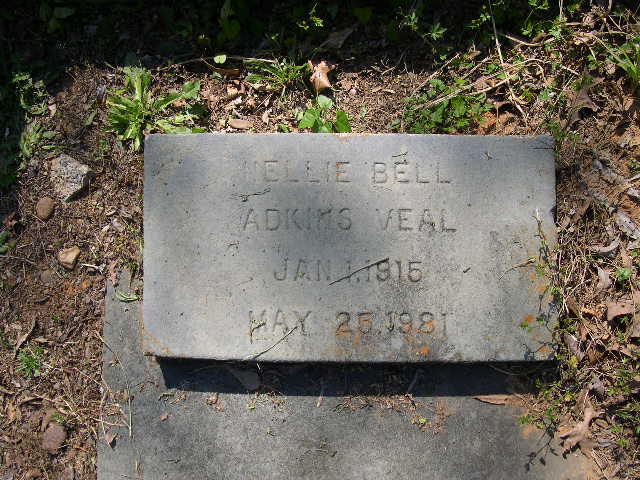 NELLIE BELL
ADKINS VEAL
JAN 1.1915
MAY 25 1981